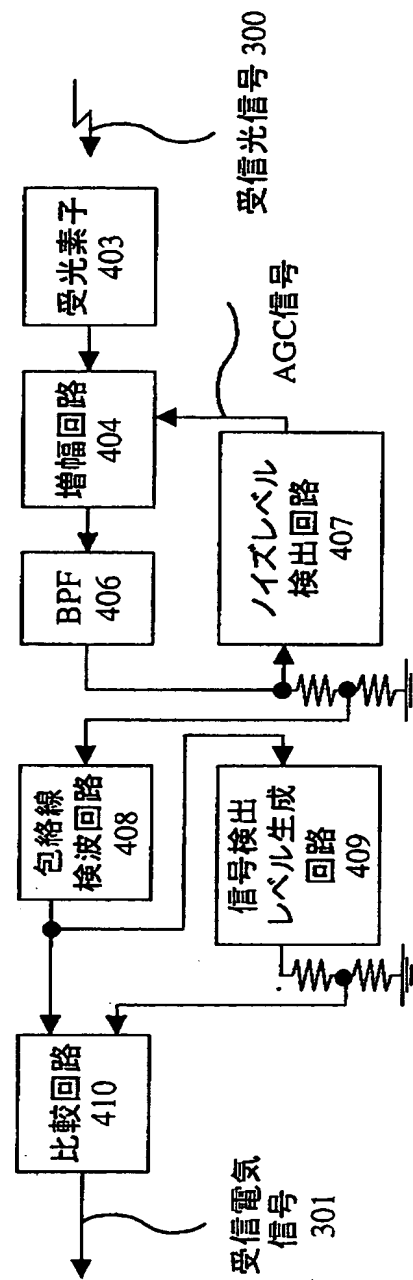 受信光信号 300
受光素子
403
増幅回路
404
AGC信号
BPF
406
ノイズレベル
検出回路
407
包絡線
検波回路
408
信号検出
レベル生成
回路
409
比較回路
410
受信電気
信号
301